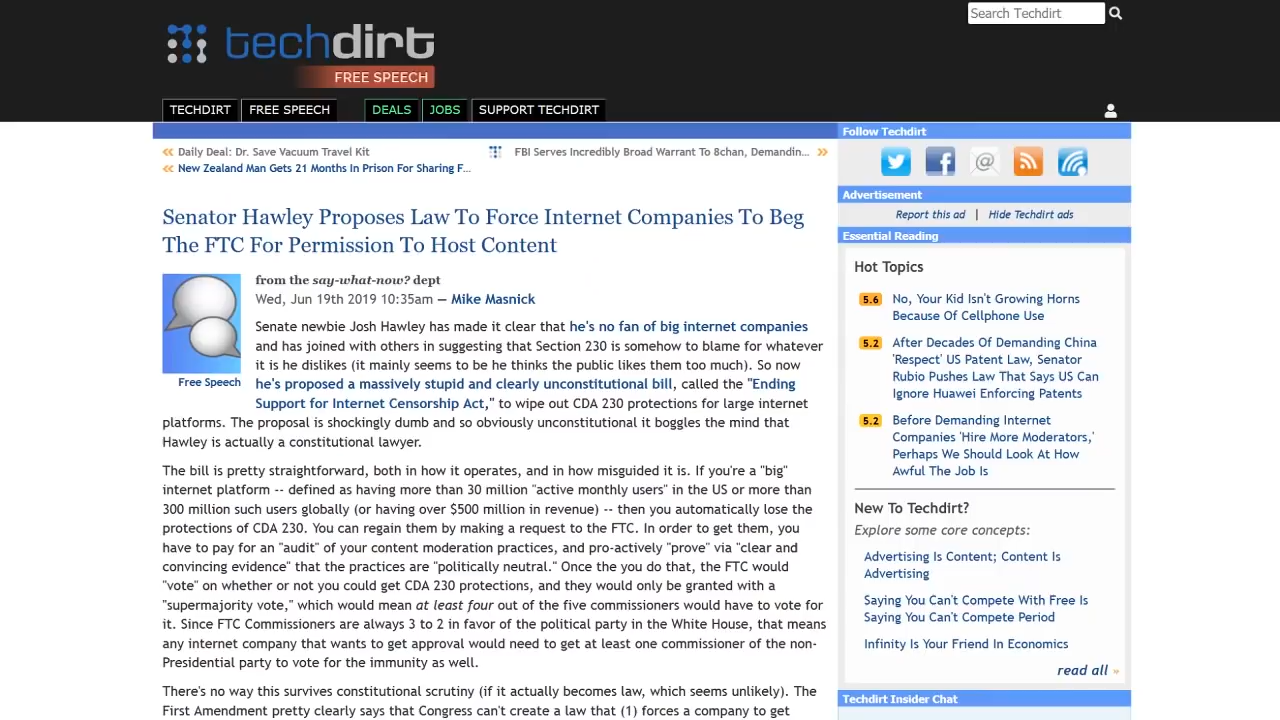 Search Techdirt
techdirt
FREE SPEECH
TECHDIRT FREE SPEECH DEALS JOBS SUPPORT TECHDIRT
Daily Deal: Dr. Save Vacuum Travel Kit
FBI Serves Incredibly Broad Warrant To 8chan, Demandin...
New Zealand Man Gets 21 Months In Prison For Sharing F...
Senator Hawley Proposes Law To Force Internet Companies To Beg
The FTC For Permission To Host Content
Free Speech
from the say-what-now? dept
Wed, Jun 19th 2019 10:35am — Mike Masnick
Senate newbie Josh Hawley has made it clear that he's no fan of big internet companies
and has joined with others in suggesting that Section 230 is somehow to blame for whatever
it is he dislikes (it mainly seems to be he thinks the public likes them too much). So now
he's proposed a massively stupid and clearly unconstitutional bill, called the "Ending
Support for Internet Censorship Act," to wipe out CDA 230 protections for large internet
platforms. The proposal is shockingly dumb and so obviously unconstitutional it boggles the mind that
Hawley is actually a constitutional lawyer.
The bill is pretty straightforward, both in how it operates, and in how misguided it is. If you're a "big"
internet platform -- defined as having more than 30 million "active monthly users" in the US or more than
300 million such users globally (or having over $500 million in revenue) -- then you automatically lose the
protections of CDA 230. You can regain them by making a request to the FTC. In order to get them, you
have to pay for an "audit" of your content moderation practices, and pro-actively "prove" via "clear and
convincing evidence" that the practices are "politically neutral." Once the you do that, the FTC would
"vote" on whether or not you could get CDA 230 protections, and they would only be granted with a
"supermajority vote," which would mean at least four out of the five commissioners would have to vote for
it. Since FTC Commissioners are always 3 to 2 in favor of the political party in the White House, that means
any internet company that wants to get approval would need to get at least one commissioner of the non-
Presidential party to vote for the immunity as well.
There's no way this survives constitutional scrutiny (if it actually becomes law, which seems unlikely). The
First Amendment pretty clearly says that Congress can't create a law that (1) forces a company to get
Follow Techdirt
Advertisement
Report this ad | Hide Techdirt ads
Essential Reading
Hot Topics
5.6 No, Your Kid Isn't Growing Horns
Because Of Cellphone Use
5.2 After Decades Of Demanding China
'Respect' US Patent Law, Senator
Rubio Pushes Law That Says US Can
Ignore Huawei Enforcing Patents
5.2 Before Demanding Internet
Companies 'Hire More Moderators,'
Perhaps We Should Look At How
Awful The Job Is
New To Techdirt?
Explore some core concepts:
Advertising Is Content; Content Is
Advertising
Saying You Can't Compete With Free Is
Saying You Can't Compete Period
Infinity Is Your Friend In Economics
read all »
Techdirt Insider Chat